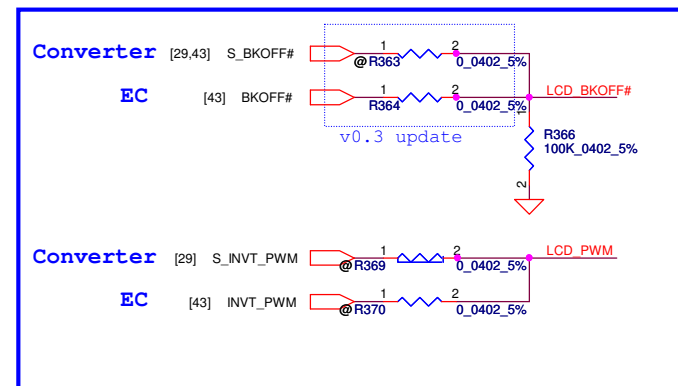 Converter [29,43] S_BKOFF# 1 2
@ R363 0_0402_5%
EC [43] BKOFF# 1 2 LCD_BKOFF#
R364 0_0402_5%
1
v0.3 update
R366
100K_0402_5%
2
Converter [29] S_INVT_PWM 1 2 LCD_PWM
@ R369 0_0402_5%
EC [43] INVT_PWM 1 2
@ R370 0_0402_5%